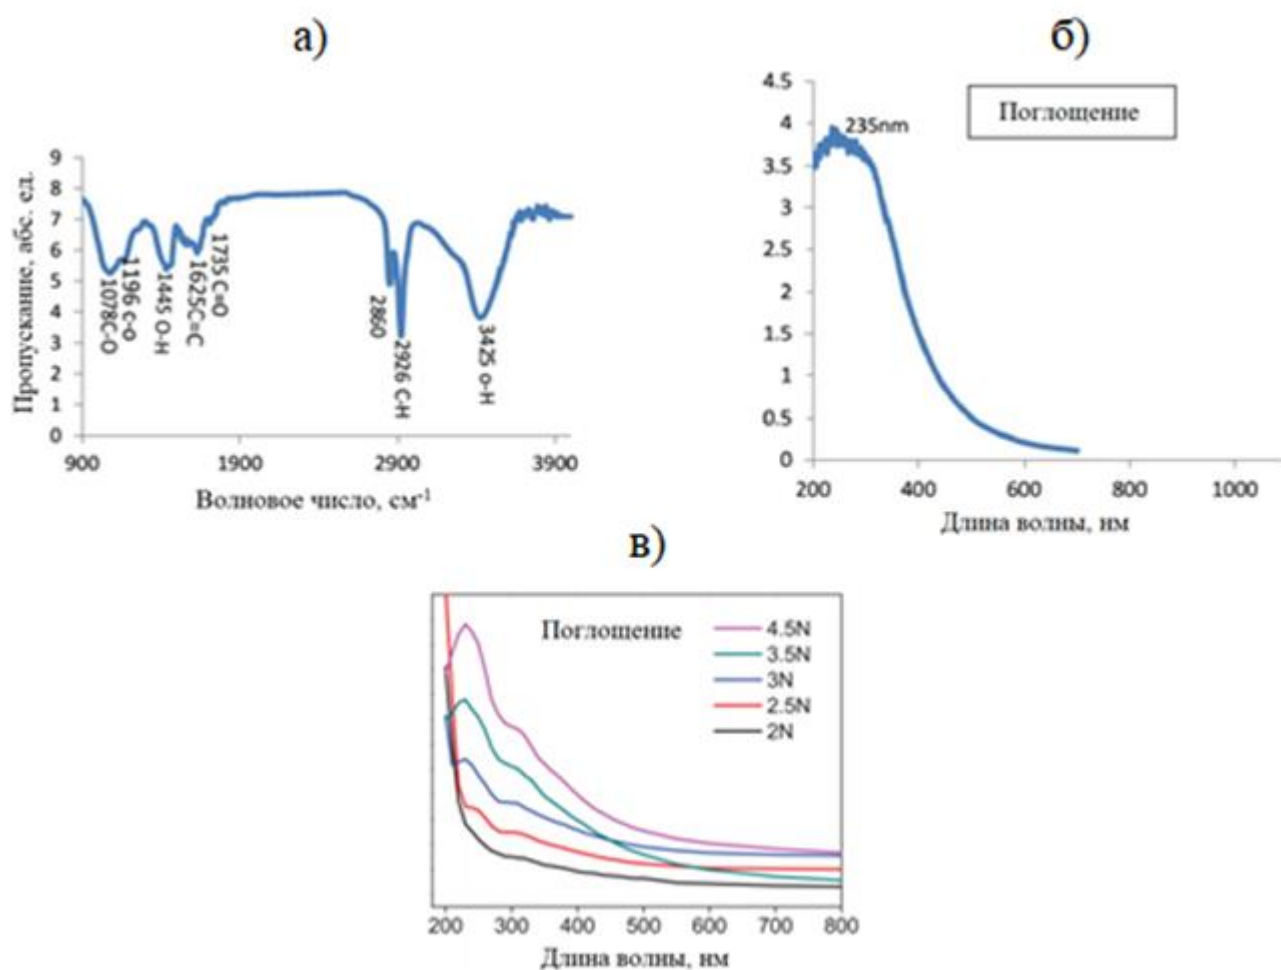 а)
Пропускание, абс. ед.
9
8
7
6
5
4
3
2
1
0
1078C-O
1196 c-o
1445 O-H
1625C=C
1735 C=O
2860
2926 C-H
3425 o-H
900
1900
2900
3900
Волновое число, см-1
б)
Поглощение
235nm
4.5
4
3.5
3
2.5
2
1.5
1
0.5
0
200
400
600
800
1000
Длина волны, нм
в)
Поглощение
4.5N
3.5N
3N
2.5N
2N
200
300
400
500
600
700
800
Длина волны, нм